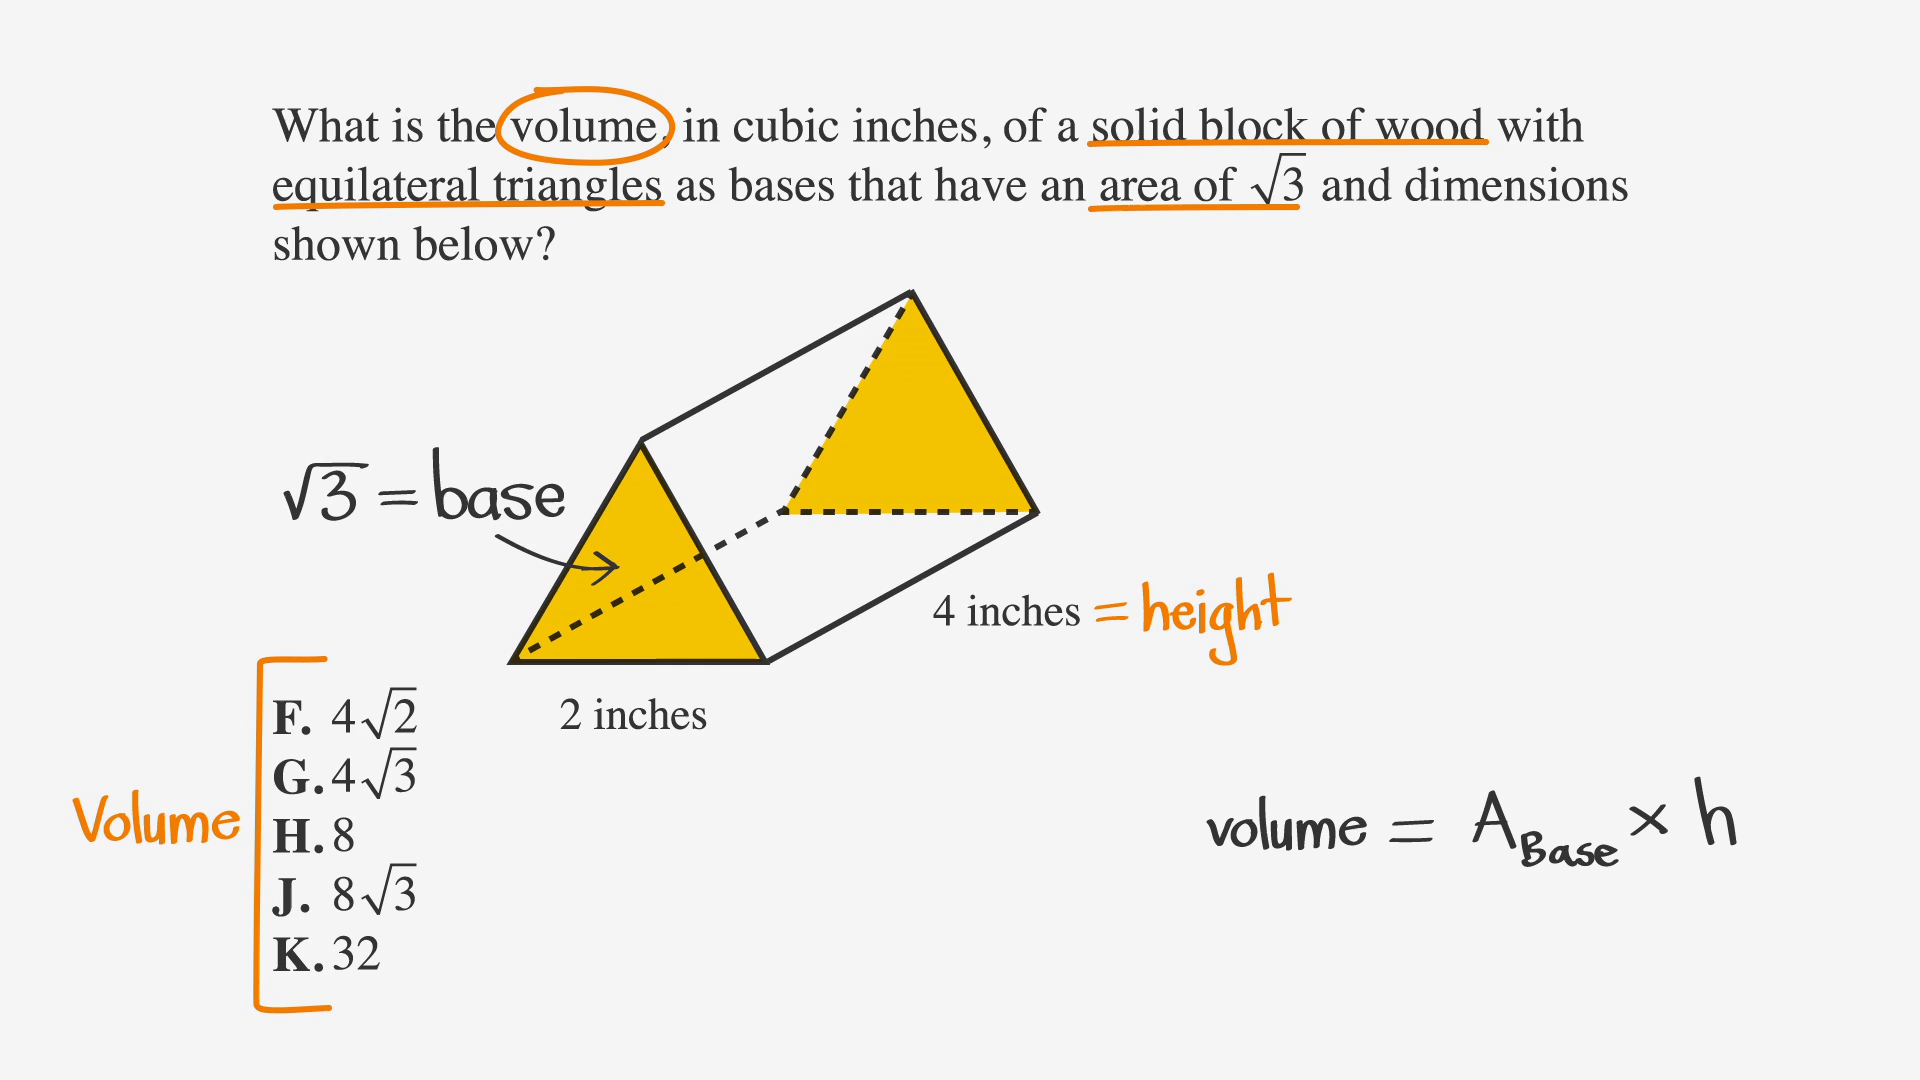 What is the volume, in cubic inches, of a solid block of wood with
equilateral triangles as bases that have an area of √3 and dimensions
shown below?
√3 = base
4 inches = height
2 inches
Volume
F. 4√2
G. 4√3
H. 8
J. 8√3
K. 32
volume = A_Base × h